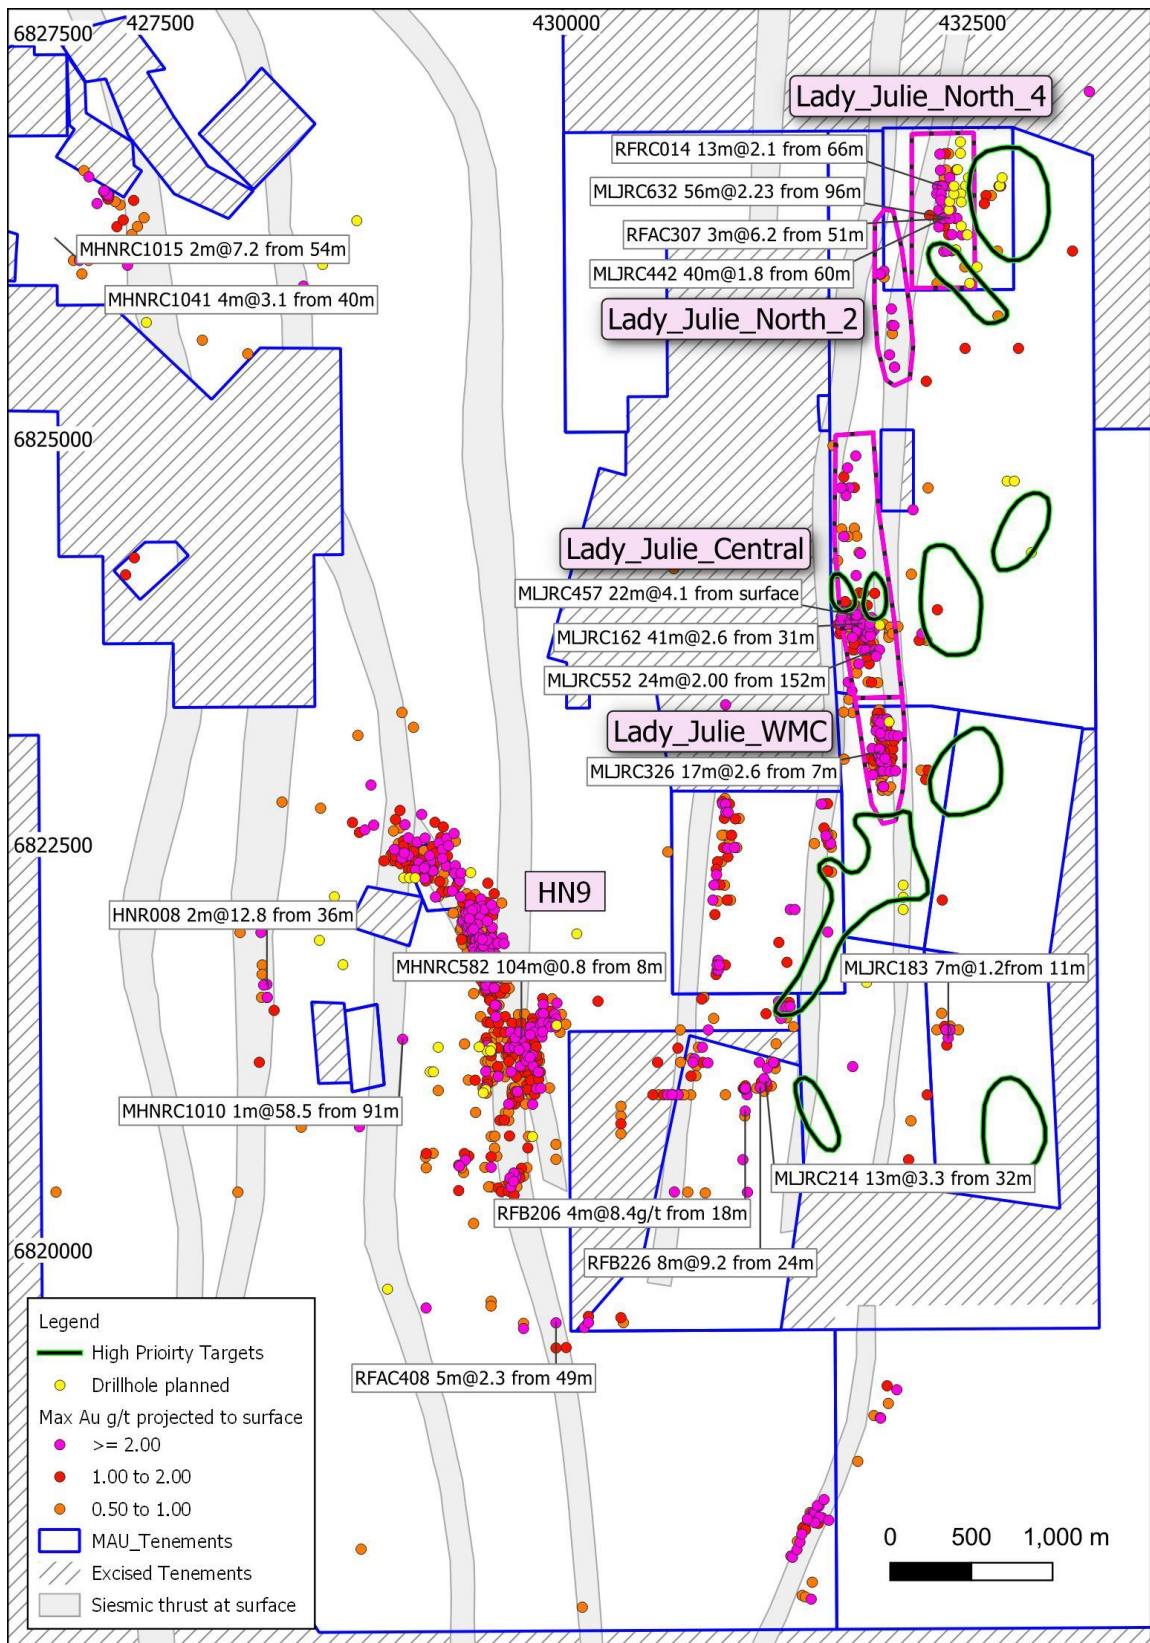 427500
430000
432500
6827500
Lady_Julie_North_4
RFRC014 13m@2.1 from 66m
MLJRC632 56m@2.23 from 96m
RFAC307 3m@6.2 from 51m
MLJRC442 40m@1.8 from 60m
MHNRC1015 2m@7.2 from 54m
MHNRC1041 4m@3.1 from 40m
Lady_Julie_North_2
6825000
Lady_Julie_Central
MLJRC457 22m@4.1 from surface
MLJRC162 41m@2.6 from 31m
MLJRC552 24m@2.00 from 152m
Lady_Julie_WMC
MLJRC326 17m@2.6 from 7m
6822500
HN9
HNR008 2m@12.8 from 36m
MHNRC582 104m@0.8 from 8m
MLJRC183 7m@1.2from 11m
MHNRC1010 1m@58.5 from 91m
MLJRC214 13m@3.3 from 32m
RFB206 4m@8.4g/t from 18m
6820000
RFB226 8m@9.2 from 24m
RFAC408 5m@2.3 from 49m
Legend
High Prioirty Targets
Drillhole planned
Max Au g/t projected to surface
>= 2.00
1.00 to 2.00
0.50 to 1.00
MAU_Tenements
Excised Tenements
Siesmic thrust at surface
0 500 1,000 m